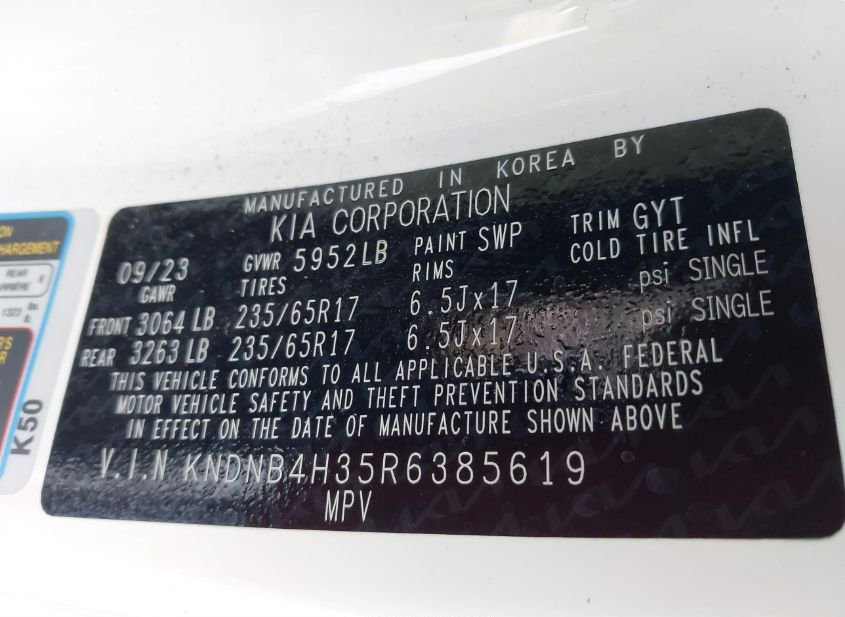 MANUFACTURED IN KOREA BY
KIA CORPORATION
09/23 GVWR 5952LB PAINT SWP TRIM GYT
GAWR TIRES RIMS COLD TIRE INFL
FRONT 3064 LB 235/65R17 6.5Jx17 psi SINGLE
REAR 3263 LB 235/65R17 6.5Jx17 psi SINGLE
THIS VEHICLE CONFORMS TO ALL APPLICABLE U.S.A. FEDERAL
MOTOR VEHICLE SAFETY AND THEFT PREVENTION STANDARDS
IN EFFECT ON THE DATE OF MANUFACTURE SHOWN ABOVE
V.I.N KNDNB4H35R6385619
MPV
REAR
K50